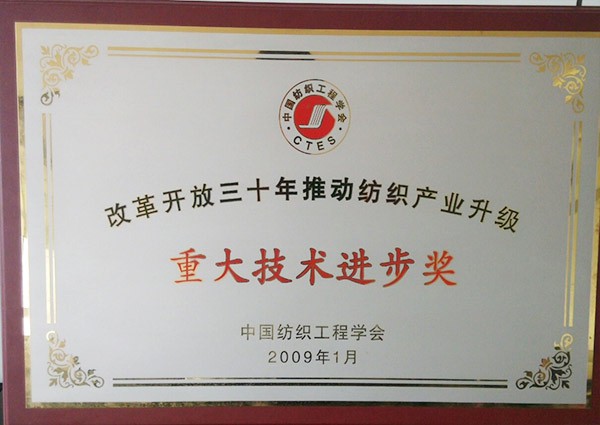 中国纺织工程学会
CTES
改革开放三十年推动纺织产业升级
重大技术进步奖
中国纺织工程学会
2009年1月